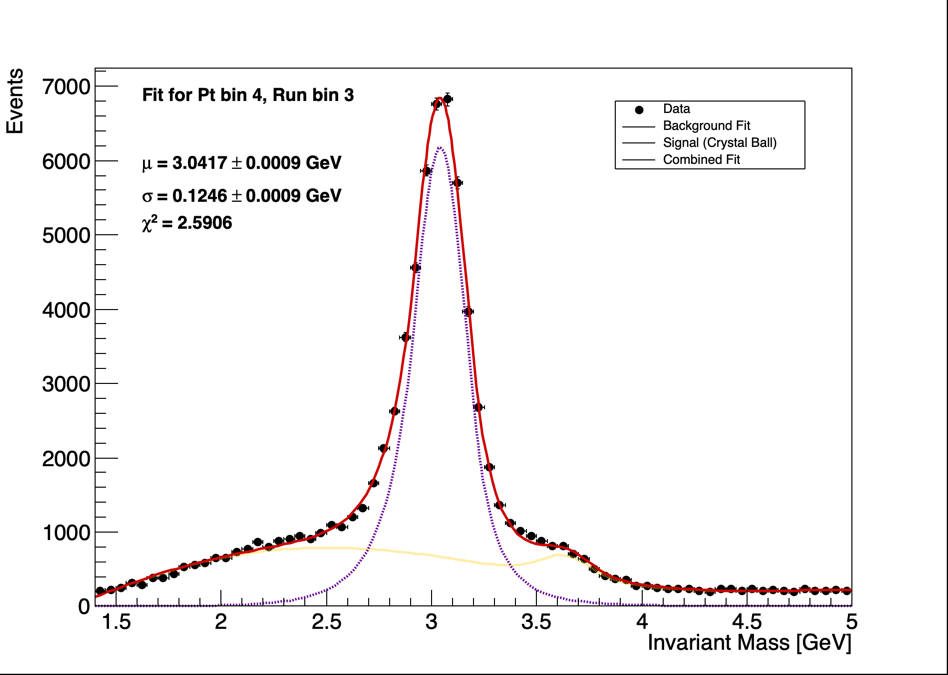 Events
7000
6000
5000
4000
3000
2000
1000
0
Fit for Pt bin 4, Run bin 3
μ = 3.0417 ± 0.0009 GeV
σ = 0.1246 ± 0.0009 GeV
χ² = 2.5906
Data
Background Fit
Signal (Crystal Ball)
Combined Fit
1.5 2 2.5 3 3.5 4 4.5 5
Invariant Mass [GeV]